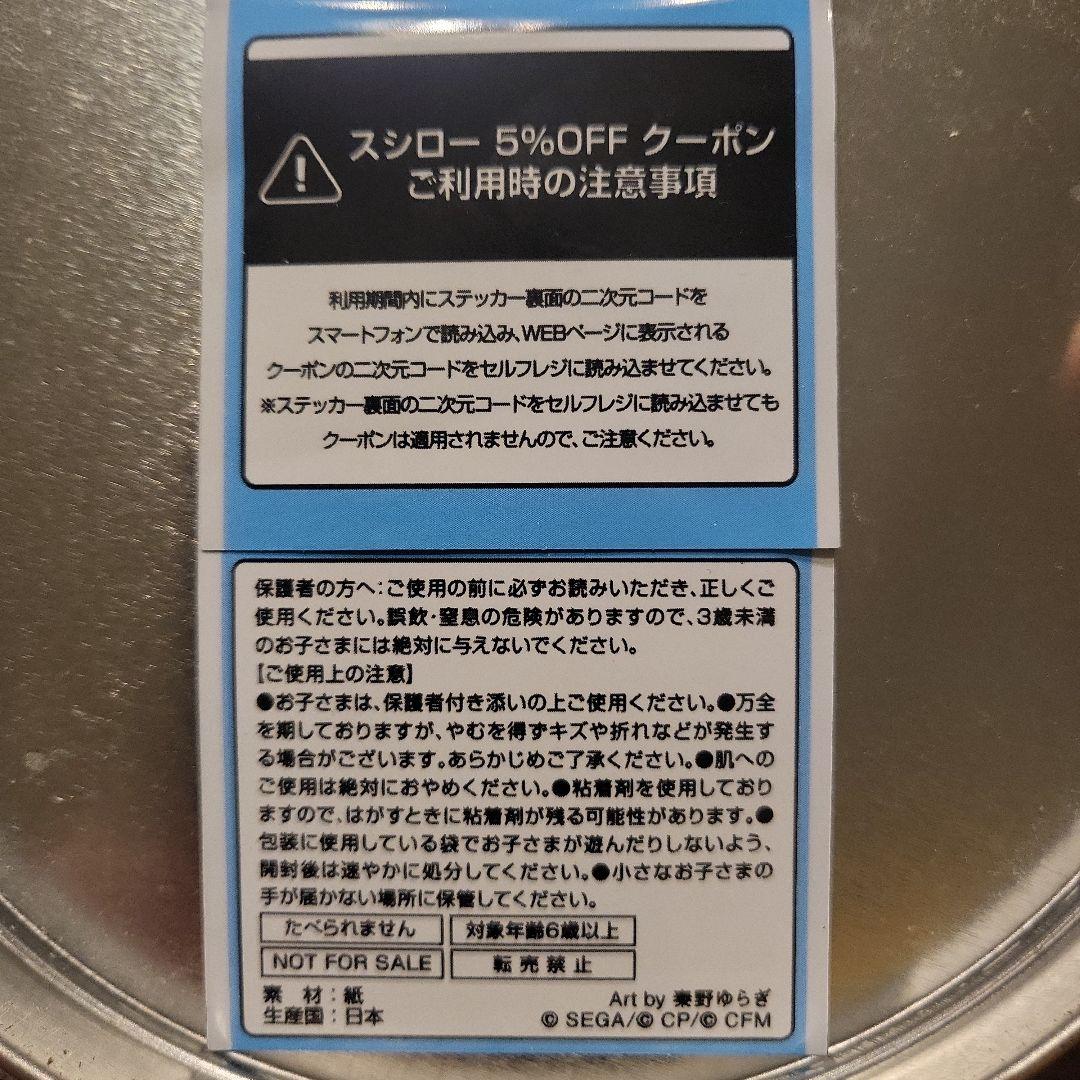 スシロー 5%OFF クーポン
ご利用時の注意事項
利用期間内にステッカー裏面の二次元コードを
スマートフォンで読み込み、WEBページに表示される
クーポンの二次元コードをセルフレジに読み込ませてください。
※ステッカー裏面の二次元コードをセルフレジに読み込ませても
クーポンは適用されませんので、ご注意ください。
保護者の方へ:ご使用の前に必ずお読みいただき、正しくご
使用ください。誤飲・窒息の危険がありますので、3歳未満
のお子さまには絶対に与えないでください。
【ご使用上の注意】
●お子さまは、保護者付き添いの上ご使用ください。●万全
を期しておりますが、やむを得ずキズや折れなどが発生す
る場合がございます。あらかじめご了承ください。●肌への
ご使用は絶対におやめください。●粘着剤を使用しており
ますので、はがすときに粘着剤が残る可能性があります。●
包装に使用している袋でお子さまが遊んだりしないよう、
開封後は速やかに処分してください。●小さなお子さまの
手が届かない場所に保管してください。
たべられません 対象年齢6歳以上
NOT FOR SALE 転売禁止
素 材:紙
生産国:日本
Art by 秦野ゆらぎ
© SEGA/© CP/© CFM